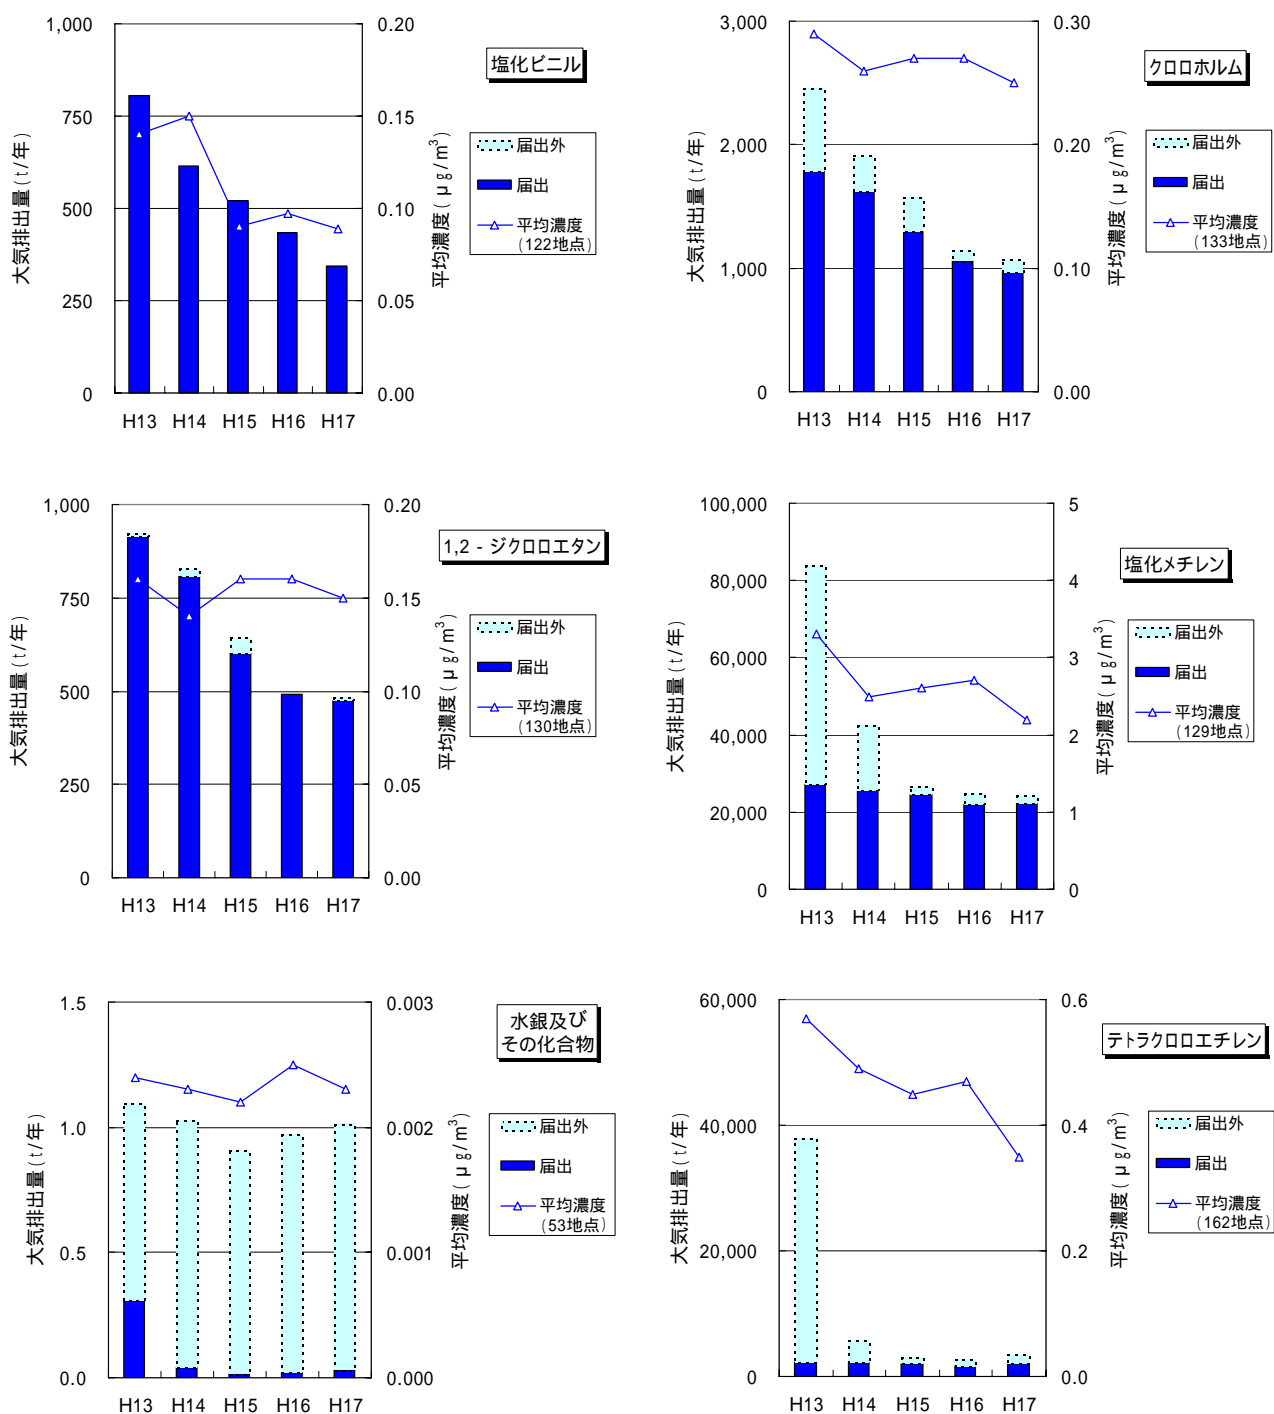 塩化ビニル
1,000
750
500
250
0
大気排出量(t/年)
0.20
0.15
0.10
0.05
0.00
平均濃度(μg/m³)
届出外
届出
平均濃度
(122地点)
H13 H14 H15 H16 H17
クロロホルム
3,000
2,000
1,000
0
大気排出量(t/年)
0.30
0.20
0.10
0.00
平均濃度(μg/m³)
届出外
届出
平均濃度
(133地点)
H13 H14 H15 H16 H17
1,2-ジクロロエタン
1,000
750
500
250
0
大気排出量(t/年)
0.20
0.15
0.10
0.05
0.00
平均濃度(μg/m³)
届出外
届出
平均濃度
(130地点)
H13 H14 H15 H16 H17
塩化メチレン
100,000
80,000
60,000
40,000
20,000
0
大気排出量(t/年)
5
4
3
2
1
0
平均濃度(μg/m³)
届出外
届出
平均濃度
(129地点)
H13 H14 H15 H16 H17
水銀及び
その化合物
1.5
1.0
0.5
0.0
大気排出量(t/年)
0.003
0.002
0.001
0.000
平均濃度(μg/m³)
届出外
届出
平均濃度
(53地点)
H13 H14 H15 H16 H17
テトラクロロエチレン
60,000
40,000
20,000
0
大気排出量(t/年)
0.6
0.4
0.2
0.0
平均濃度(μg/m³)
届出外
届出
平均濃度
(162地点)
H13 H14 H15 H16 H17